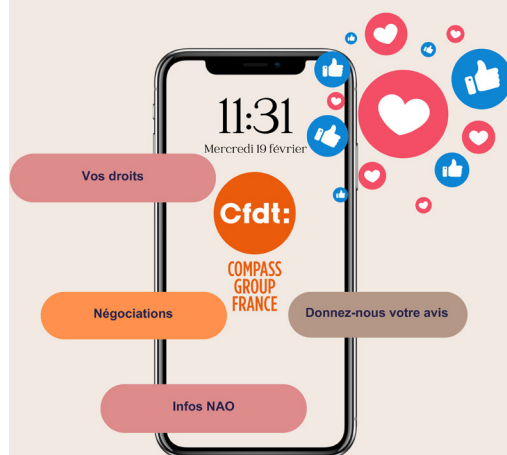 11:31
Mercredi 19 février
Vos droits
Cfdt:
COMPASS
GROUP
FRANCE
Négociations
Donnez-nous votre avis
Infos NAO